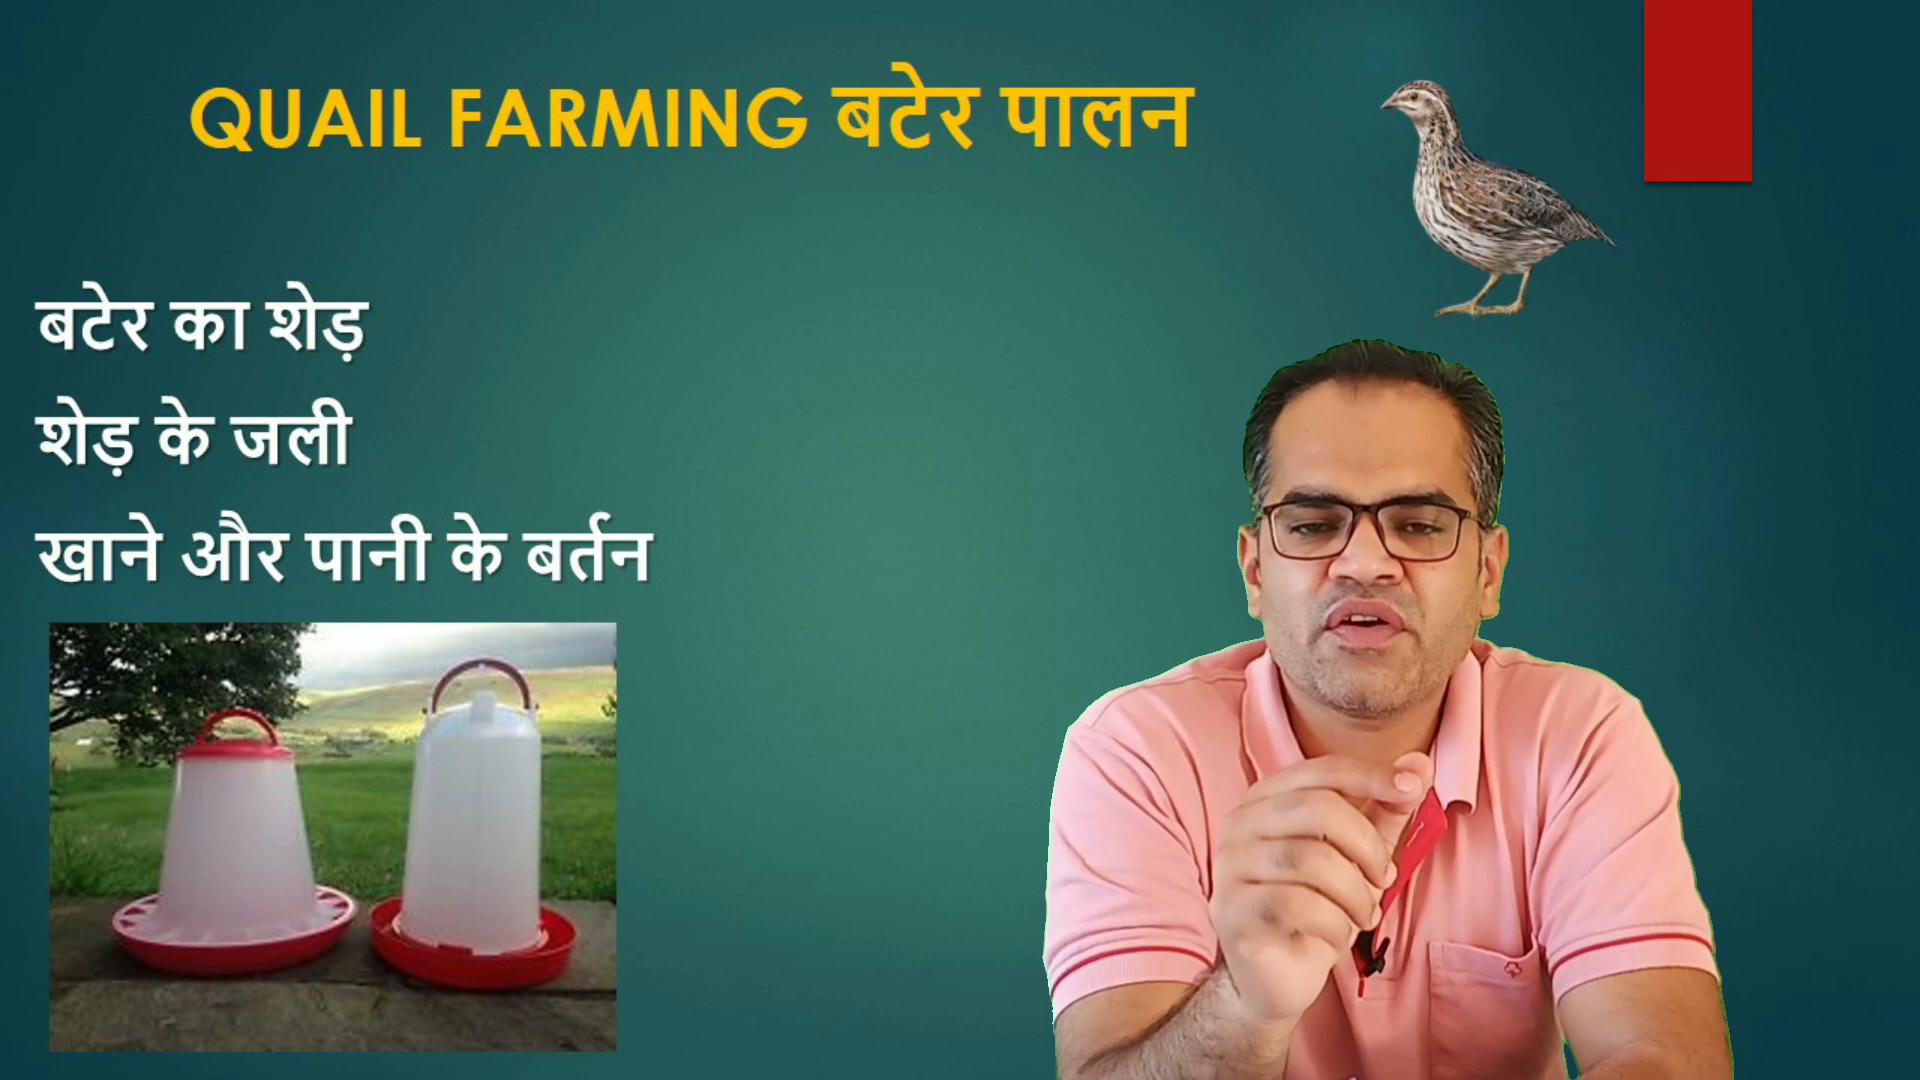 QUAIL FARMING बटेर पालन
बटेर का शेड़
शेड़ के जली
खाने और पानी के बर्तन